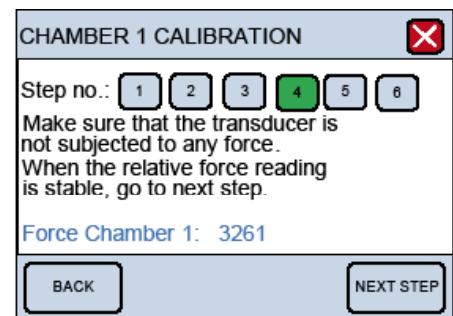 CHAMBER 1 CALIBRATION
Step no.: 1 2 3 4 5 6
Make sure that the transducer is
not subjected to any force.
When the relative force reading
is stable, go to next step.
Force Chamber 1: 3261
BACK NEXT STEP